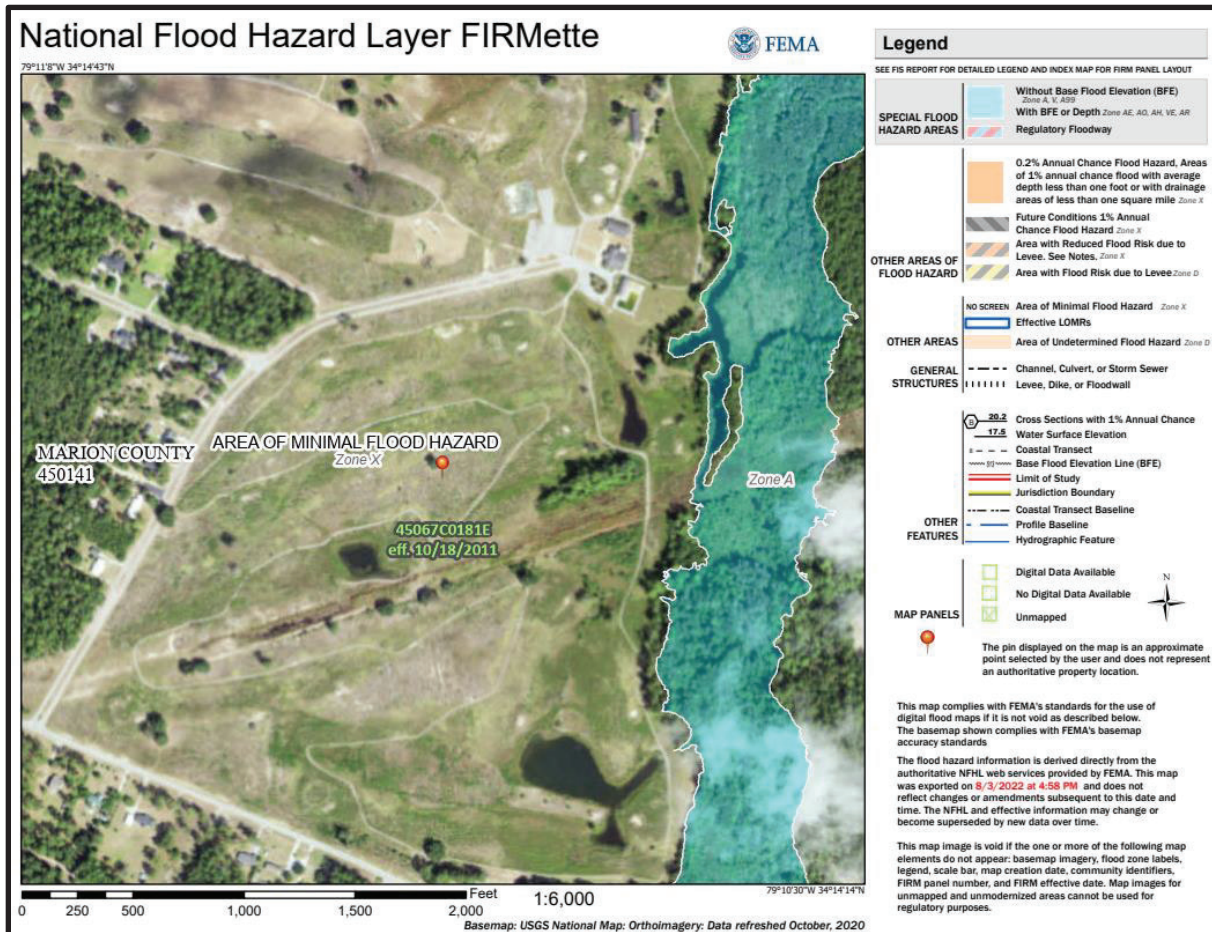 National Flood Hazard Layer FIRMette
FEMA
79°11'8"W 34°14'43"N
AREA OF MINIMAL FLOOD HAZARD
Zone X
MARION COUNTY
450141
45067C0181E
eff. 10/18/2011
Zone A
Feet
1:6,000
79°10'30"W 34°14'14"N
0 250 500 1,000 1,500 2,000
Basemap: USGS National Map: Orthoimagery: Data refreshed October, 2020
Legend
SEE FIS REPORT FOR DETAILED LEGEND AND INDEX MAP FOR FIRM PANEL LAYOUT
SPECIAL FLOOD
HAZARD AREAS
Without Base Flood Elevation (BFE)
Zone A, V, A99
With BFE or Depth Zone AE, AO, AH, VE, AR
Regulatory Floodway
OTHER AREAS OF
FLOOD HAZARD
0.2% Annual Chance Flood Hazard, Areas
of 1% annual chance flood with average
depth less than one foot or with drainage
areas of less than one square mile Zone X
Future Conditions 1% Annual
Chance Flood Hazard Zone X
Area with Reduced Flood Risk due to
Levee. See Notes. Zone X
Area with Flood Risk due to Levee Zone D
OTHER AREAS
NO SCREEN Area of Minimal Flood Hazard Zone X
Effective LOMRs
Area of Undetermined Flood Hazard Zone D
GENERAL
STRUCTURES
Channel, Culvert, or Storm Sewer
Levee, Dike, or Floodwall
OTHER
FEATURES
B 20.2 Cross Sections with 1% Annual Chance
17.5 Water Surface Elevation
8 Coastal Transect
513 Base Flood Elevation Line (BFE)
Limit of Study
Jurisdiction Boundary
Coastal Transect Baseline
Profile Baseline
Hydrographic Feature
MAP PANELS
Digital Data Available
No Digital Data Available
Unmapped
N
The pin displayed on the map is an approximate
point selected by the user and does not represent
an authoritative property location.
This map complies with FEMA's standards for the use of
digital flood maps if it is not void as described below.
The basemap shown complies with FEMA's basemap
accuracy standards
The flood hazard information is derived directly from the
authoritative NFHL web services provided by FEMA. This map
was exported on 8/3/2022 at 4:58 PM and does not
reflect changes or amendments subsequent to this date and
time. The NFHL and effective information may change or
become superseded by new data over time.
This map image is void if the one or more of the following map
elements do not appear: basemap imagery, flood zone labels,
legend, scale bar, map creation date, community identifiers,
FIRM panel number, and FIRM effective date. Map images for
unmapped and unmodernized areas cannot be used for
regulatory purposes.